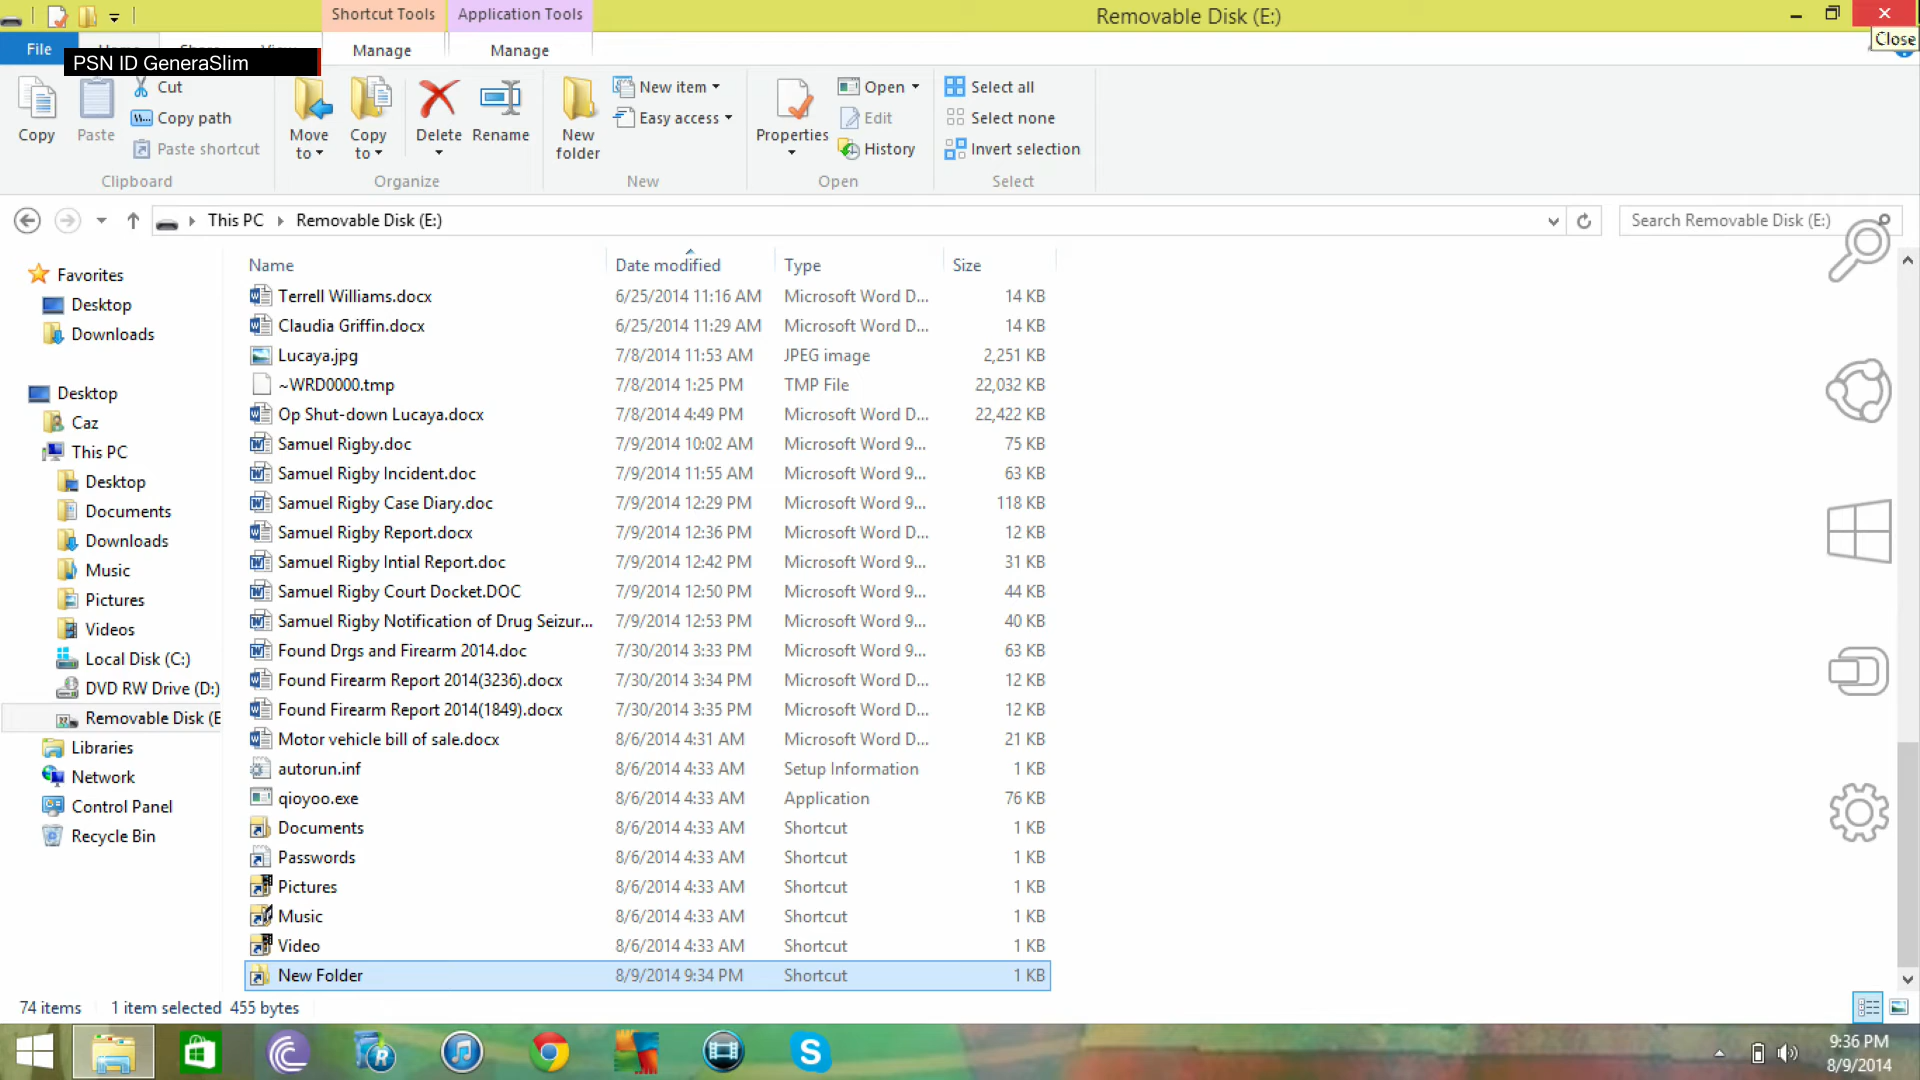 Shortcut Tools Application Tools Removable Disk (E:)
File Manage Manage Close
PSN ID GeneraSlim
Copy Paste Cut Copy path Paste shortcut
Clipboard
Move to Copy to Delete Rename
Organize
New folder New item Easy access
New
Properties Open Edit History
Open
Select all Select none Invert selection
Select
This PC Removable Disk (E:) Search Removable Disk (E:)
Favorites
Desktop
Downloads
Desktop
Caz
This PC
Desktop
Documents
Downloads
Music
Pictures
Videos
Local Disk (C:)
DVD RW Drive (D:)
Removable Disk (E
Libraries
Network
Control Panel
Recycle Bin
Name Date modified Type Size
Terrell Williams.docx 6/25/2014 11:16 AM Microsoft Word D... 14 KB
Claudia Griffin.docx 6/25/2014 11:29 AM Microsoft Word D... 14 KB
Lucaya.jpg 7/8/2014 11:53 AM JPEG image 2,251 KB
~WRD0000.tmp 7/8/2014 1:25 PM TMP File 22,032 KB
Op Shut-down Lucaya.docx 7/8/2014 4:49 PM Microsoft Word D... 22,422 KB
Samuel Rigby.doc 7/9/2014 10:02 AM Microsoft Word 9... 75 KB
Samuel Rigby Incident.doc 7/9/2014 11:55 AM Microsoft Word 9... 63 KB
Samuel Rigby Case Diary.doc 7/9/2014 12:29 PM Microsoft Word 9... 118 KB
Samuel Rigby Report.docx 7/9/2014 12:36 PM Microsoft Word D... 12 KB
Samuel Rigby Intial Report.doc 7/9/2014 12:42 PM Microsoft Word 9... 31 KB
Samuel Rigby Court Docket.DOC 7/9/2014 12:50 PM Microsoft Word 9... 44 KB
Samuel Rigby Notification of Drug Seizur... 7/9/2014 12:53 PM Microsoft Word 9... 40 KB
Found Drgs and Firearm 2014.doc 7/30/2014 3:33 PM Microsoft Word 9... 63 KB
Found Firearm Report 2014(3236).docx 7/30/2014 3:34 PM Microsoft Word D... 12 KB
Found Firearm Report 2014(1849).docx 7/30/2014 3:35 PM Microsoft Word D... 12 KB
Motor vehicle bill of sale.docx 8/6/2014 4:31 AM Microsoft Word D... 21 KB
autorun.inf 8/6/2014 4:33 AM Setup Information 1 KB
qioyoo.exe 8/6/2014 4:33 AM Application 76 KB
Documents 8/6/2014 4:33 AM Shortcut 1 KB
Passwords 8/6/2014 4:33 AM Shortcut 1 KB
Pictures 8/6/2014 4:33 AM Shortcut 1 KB
Music 8/6/2014 4:33 AM Shortcut 1 KB
Video 8/6/2014 4:33 AM Shortcut 1 KB
New Folder 8/9/2014 9:34 PM Shortcut 1 KB
74 items 1 item selected 455 bytes
9:36 PM
8/9/2014